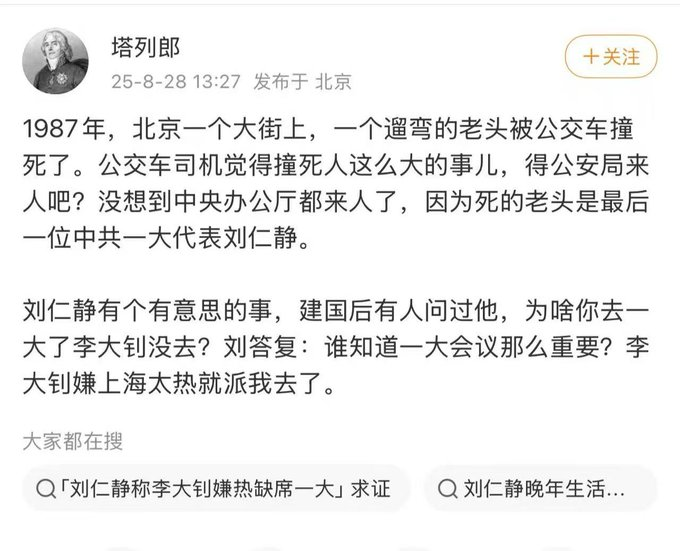 塔列郎
+关注
25-8-28 13:27 发布于 北京
1987年，北京一个大街上，一个遛弯的老头被公交车撞
死了。公交车司机觉得撞死人这么大的事儿，得公安局来
人吧？没想到中央办公厅都来人了，因为死的老头是最后
一位中共一大代表刘仁静。
刘仁静有个有意思的事，建国后有人问过他，为啥你去一
大了李大钊没去？刘答复：谁知道一大会议那么重要？李
大钊嫌上海太热就派我去了。
大家都在搜
「刘仁静称李大钊嫌热缺席一大」求证
刘仁静晚年生活...